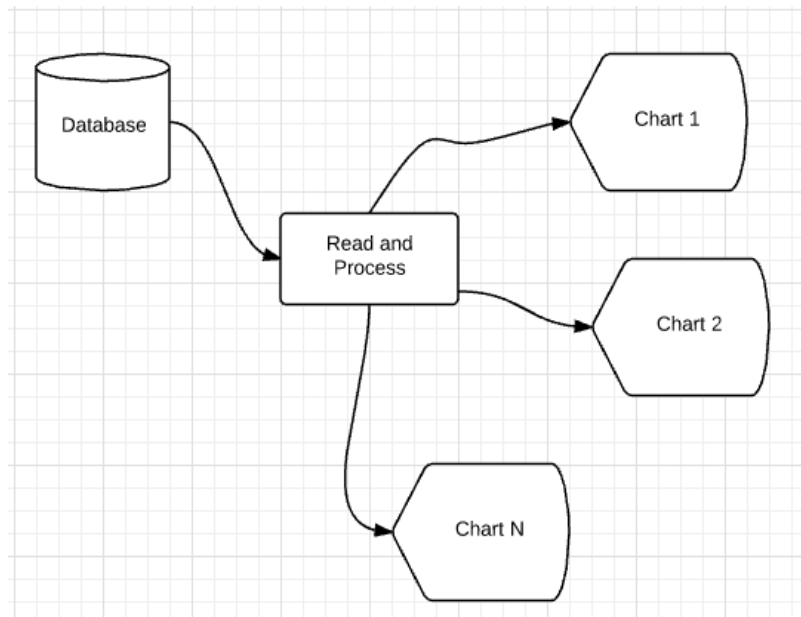 Database
Chart 1
Read and
Process
Chart 2
Chart N